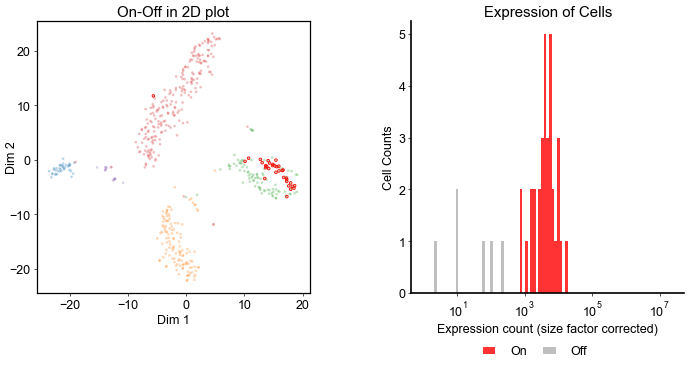 On-Off in 2D plot
Dim 2
20
10
0
−10
−20
−20 −10 0 10 20
Dim 1
Expression of Cells
Cell Counts
5
4
3
2
1
0
10^1 10^3 10^5 10^7
Expression count (size factor corrected)
On Off